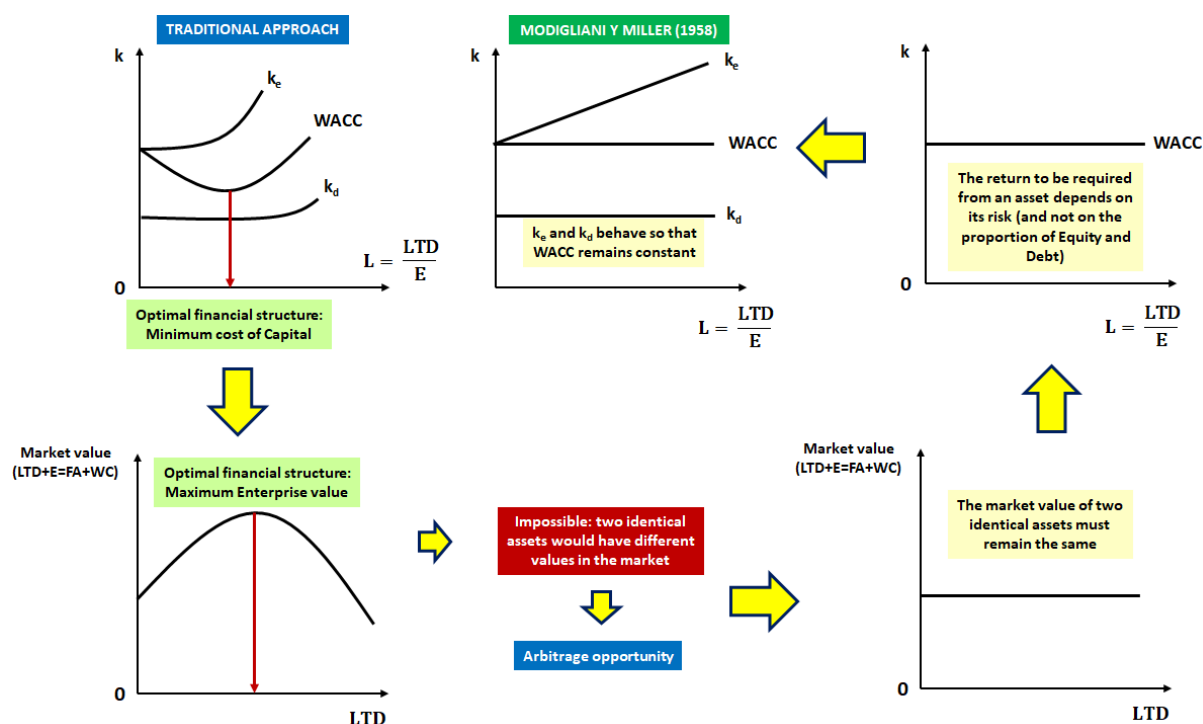 TRADITIONAL APPROACH
k
ke
WACC
kd
0
L = LTD
E
Optimal financial structure:
Minimum cost of Capital
MODIGLIANI Y MILLER (1958)
k
ke
WACC
kd
ke and kd behave so that
WACC remains constant
0
L = LTD
E
k
WACC
The return to be required
from an asset depends on
its risk (and not on the
proportion of Equity and
Debt)
0
L = LTD
E
Market value
(LTD+E=FA+WC)
Optimal financial structure:
Maximum Enterprise value
0
LTD
Impossible: two identical
assets would have different
values in the market
Arbitrage opportunity
Market value
(LTD+E=FA+WC)
The market value of two
identical assets must
remain the same
0
LTD